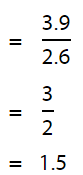 = 3.9/2.6
= 3/2
= 1.5